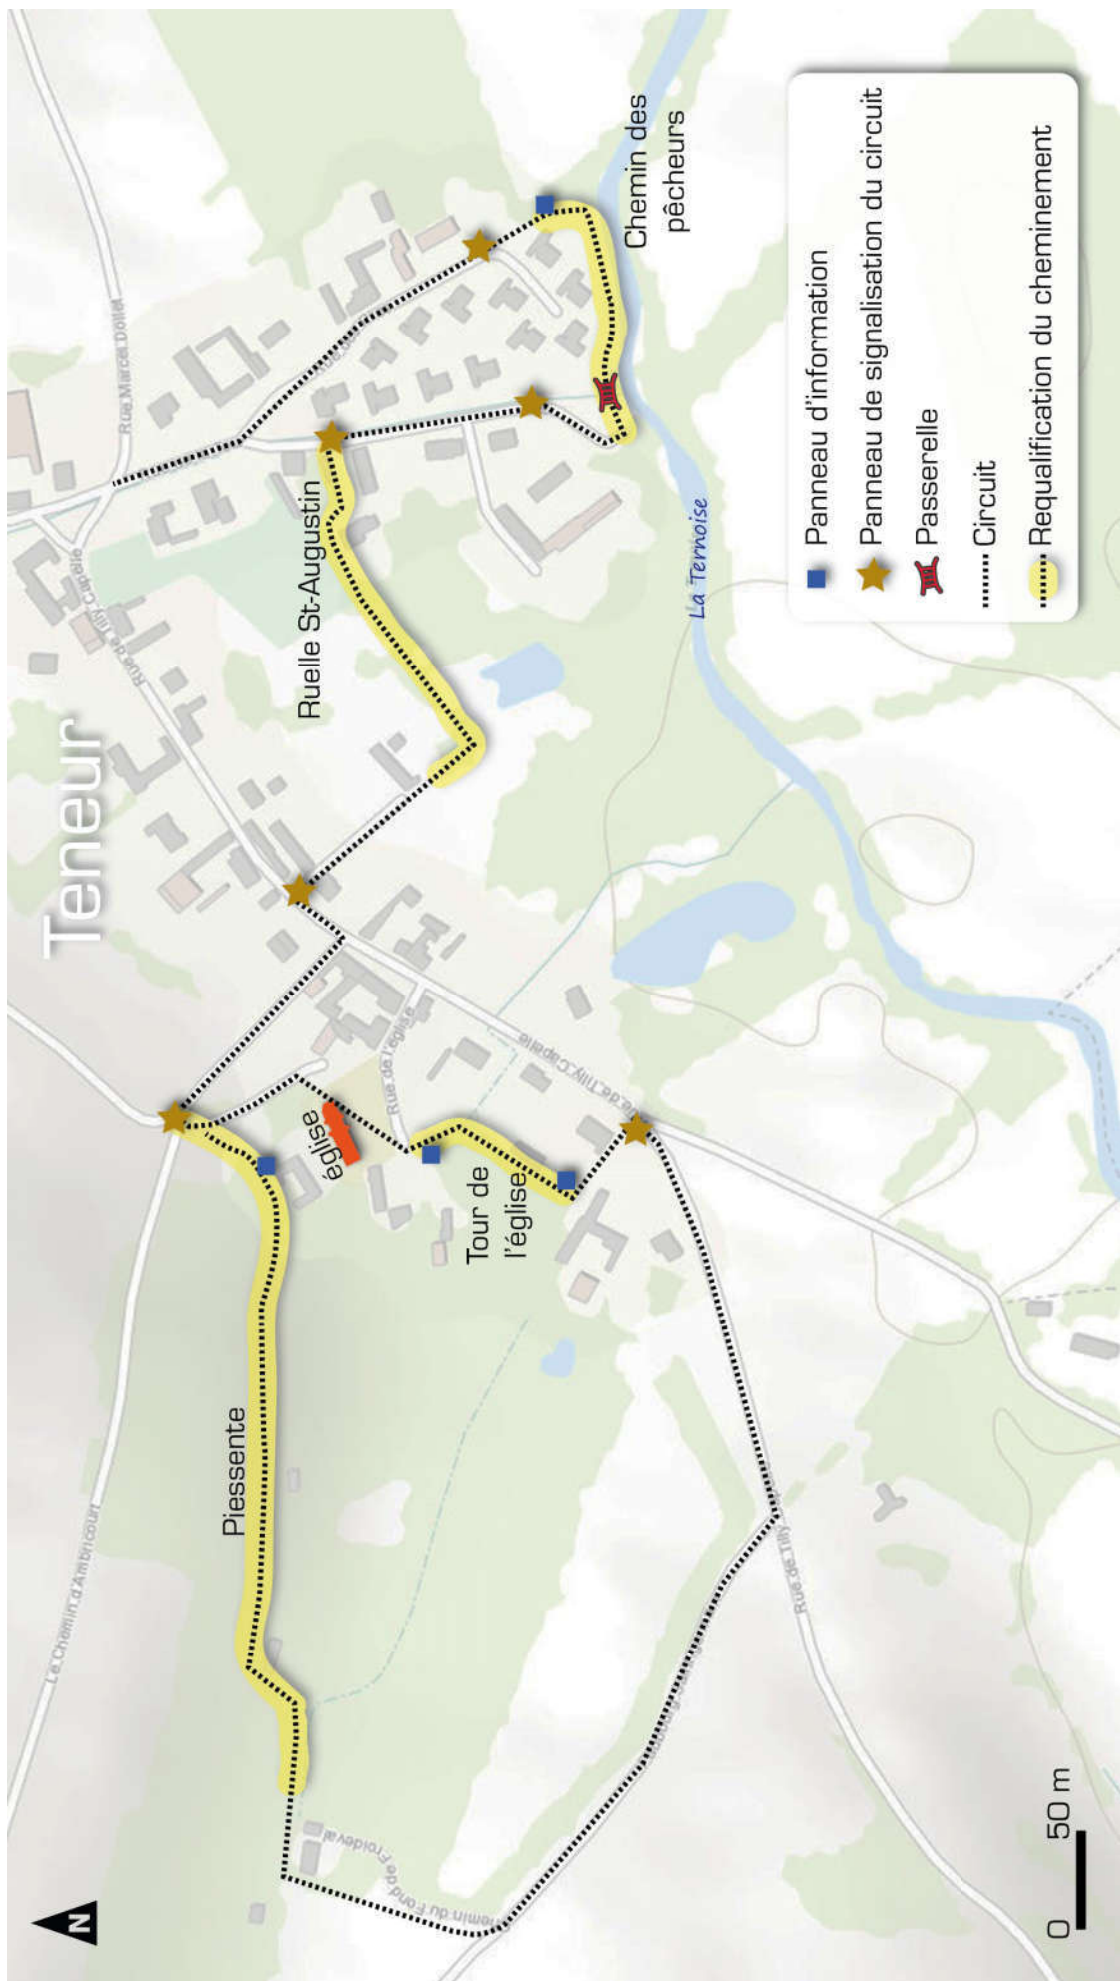 N
Teneur
Le Chemin d'Ambricourt
Rue Marcel Dollet
Rue de Tilly Capelle
Piessente
église
Rue de l'église
Ruelle St-Augustin
Tour de
l'église
Chemin des
pêcheurs
La Ternoise
Chemin du Fond de Froideval
Rue de Tilly
0
50 m
Panneau d'information
Panneau de signalisation du circuit
Passerelle
Circuit
Requalification du cheminement